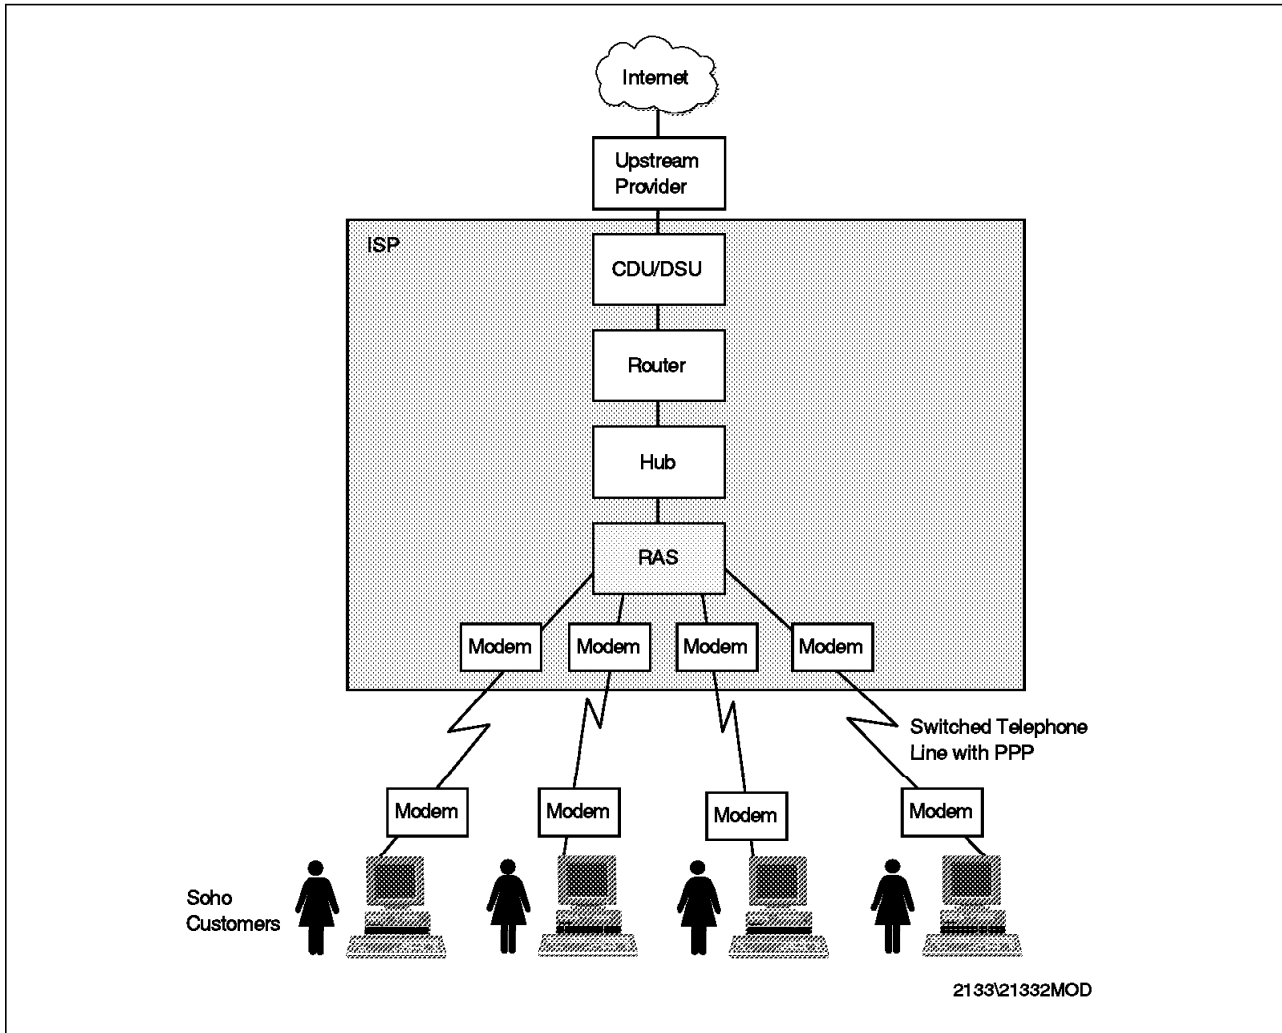 Internet
Upstream
Provider
ISP
CDU/DSU
Router
Hub
RAS
Modem Modem Modem Modem
Switched Telephone
Line with PPP
Modem Modem Modem Modem
Soho
Customers
2133\21332MOD